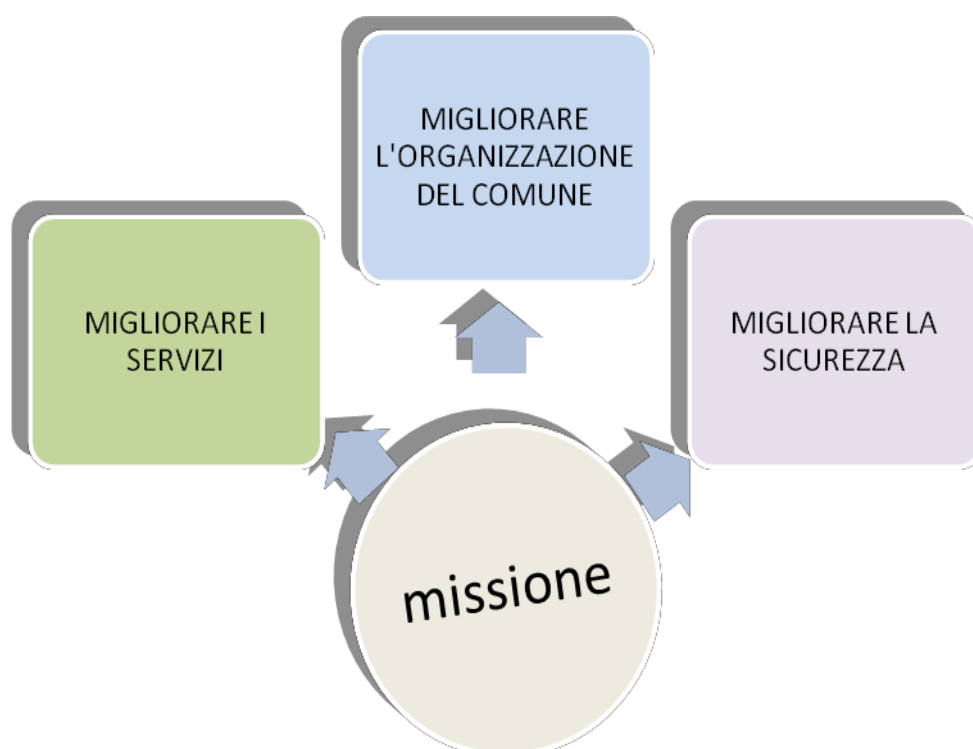 MIGLIORARE
L'ORGANIZZAZIONE
DEL COMUNE
MIGLIORARE I
SERVIZI
MIGLIORARE LA
SICUREZZA
missione